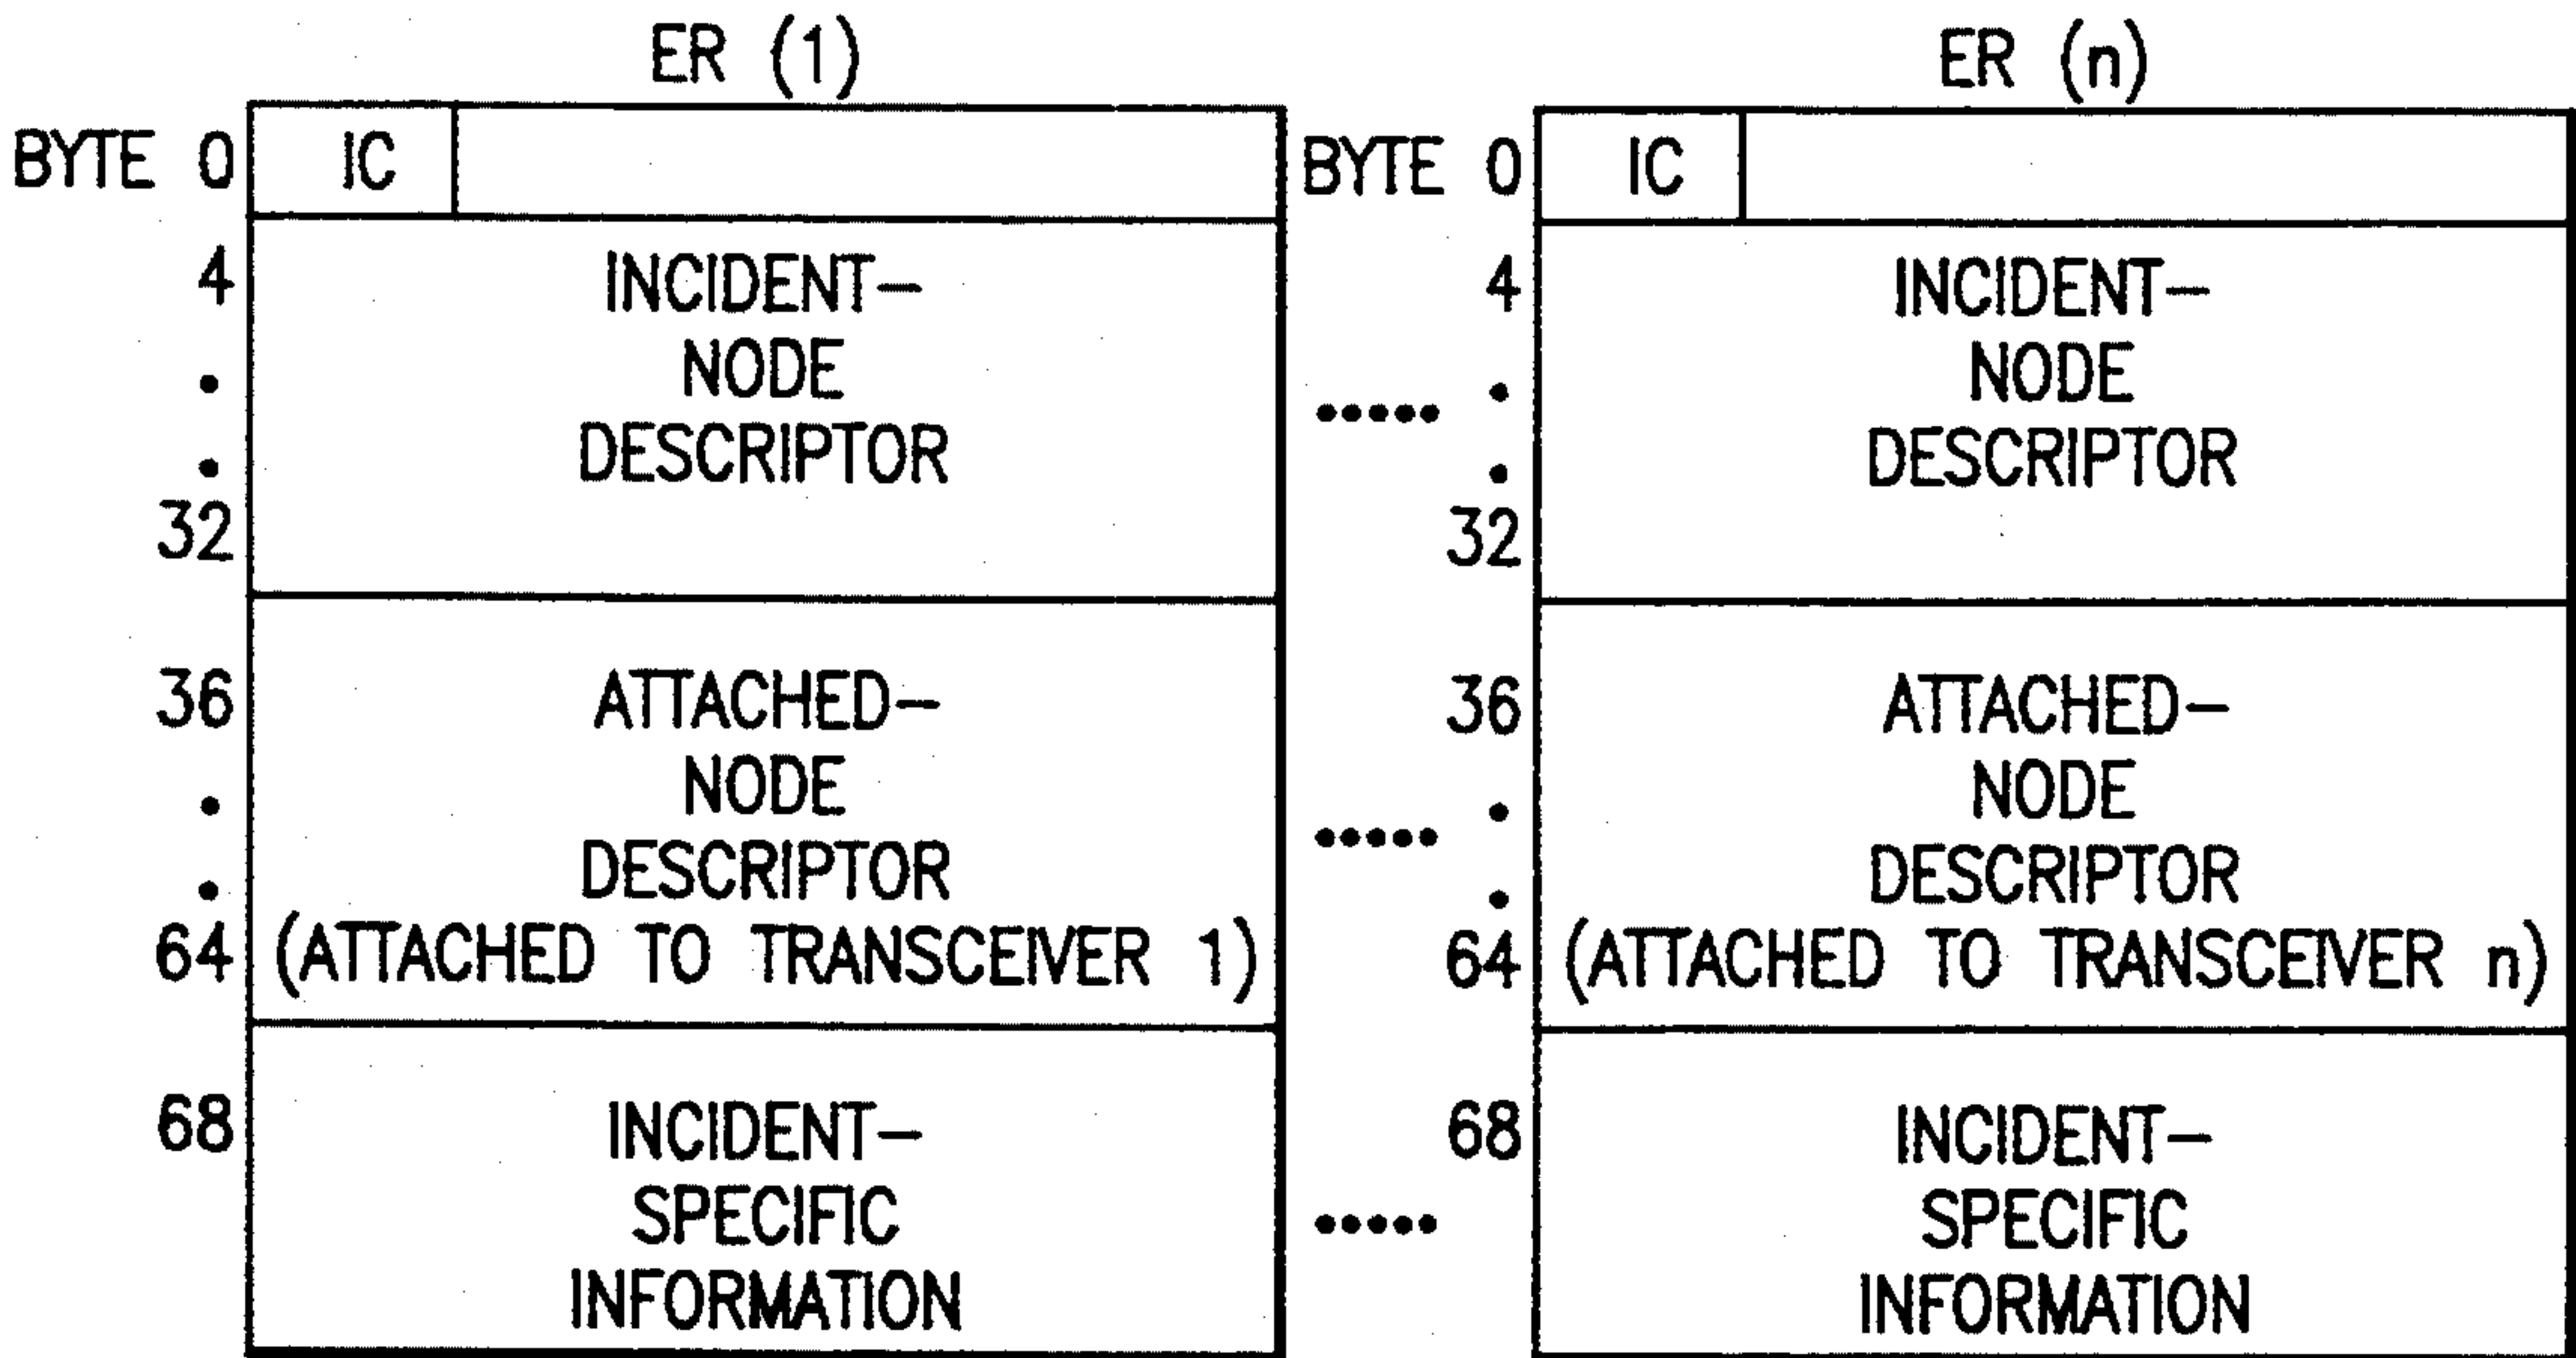 ER (1)
BYTE 0 IC
4 INCIDENT-
NODE
DESCRIPTOR
32
36 ATTACHED-
NODE
DESCRIPTOR
64 (ATTACHED TO TRANSCEIVER 1)
68 INCIDENT-
SPECIFIC
INFORMATION
ER (n)
BYTE 0 IC
4 INCIDENT-
NODE
DESCRIPTOR
32
36 ATTACHED-
NODE
DESCRIPTOR
64 (ATTACHED TO TRANSCEIVER n)
68 INCIDENT-
SPECIFIC
INFORMATION